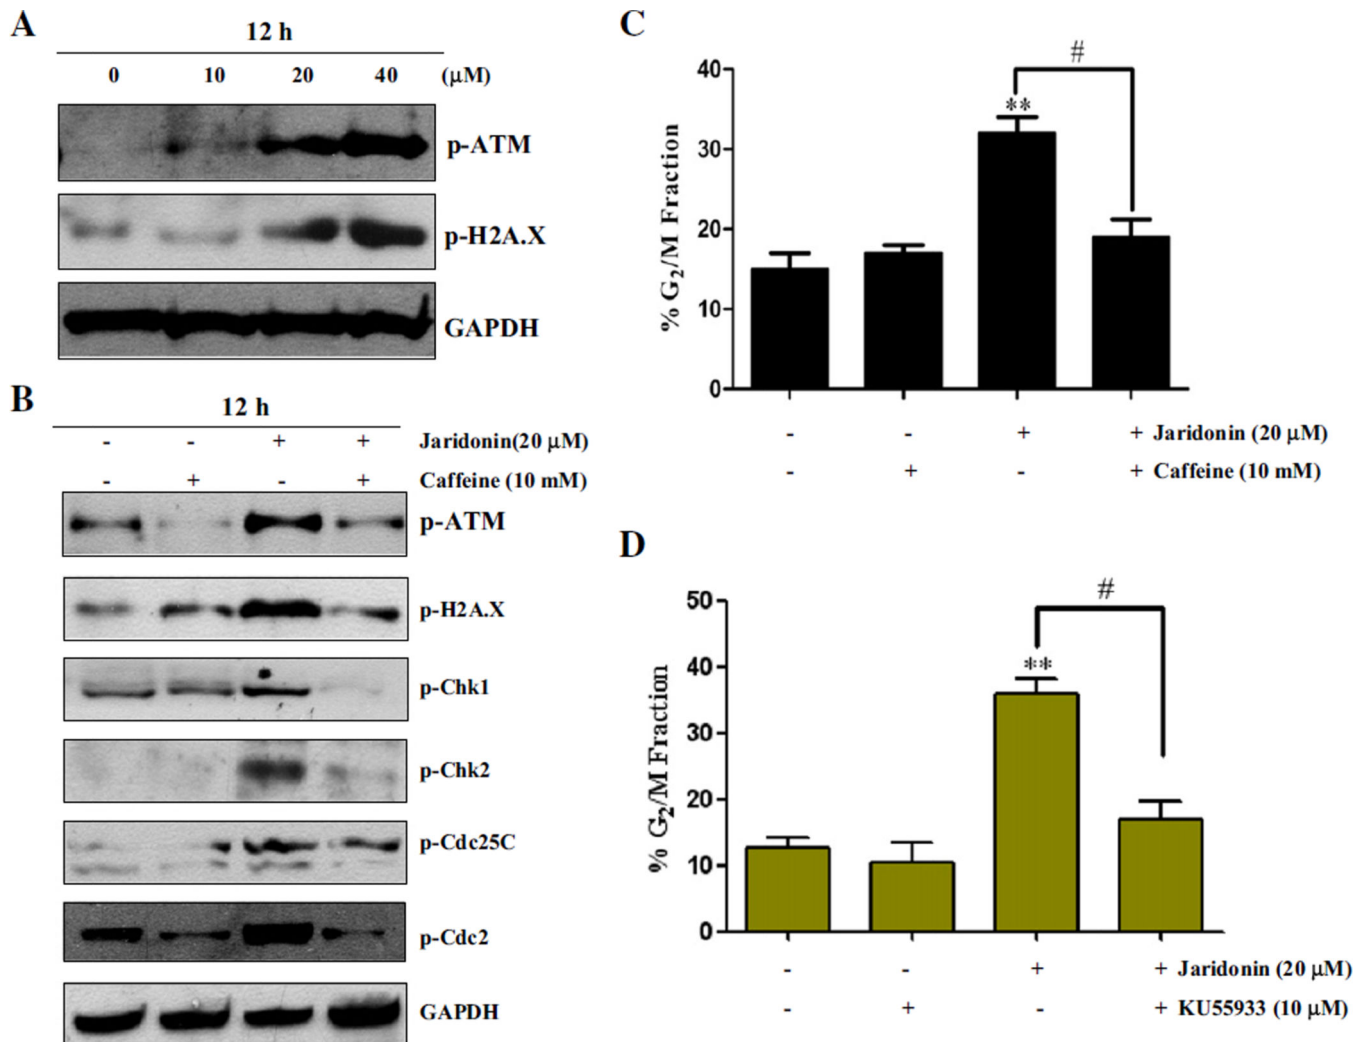 A
12 h
0 10 20 40 (μM)
p-ATM
p-H2A.X
GAPDH
B
12 h
- - + + Jaridonin(20 μM)
- + - + Caffeine (10 mM)
p-ATM
p-H2A.X
p-Chk1
p-Chk2
p-Cdc25C
p-Cdc2
GAPDH
C
#
**
% G₂/M Fraction
40
30
20
10
0
- - + + Jaridonin (20 μM)
- + - + Caffeine (10 mM)
D
#
**
% G₂/M Fraction
50
40
30
20
10
0
- - + + Jaridonin (20 μM)
- + - + KU55933 (10 μM)